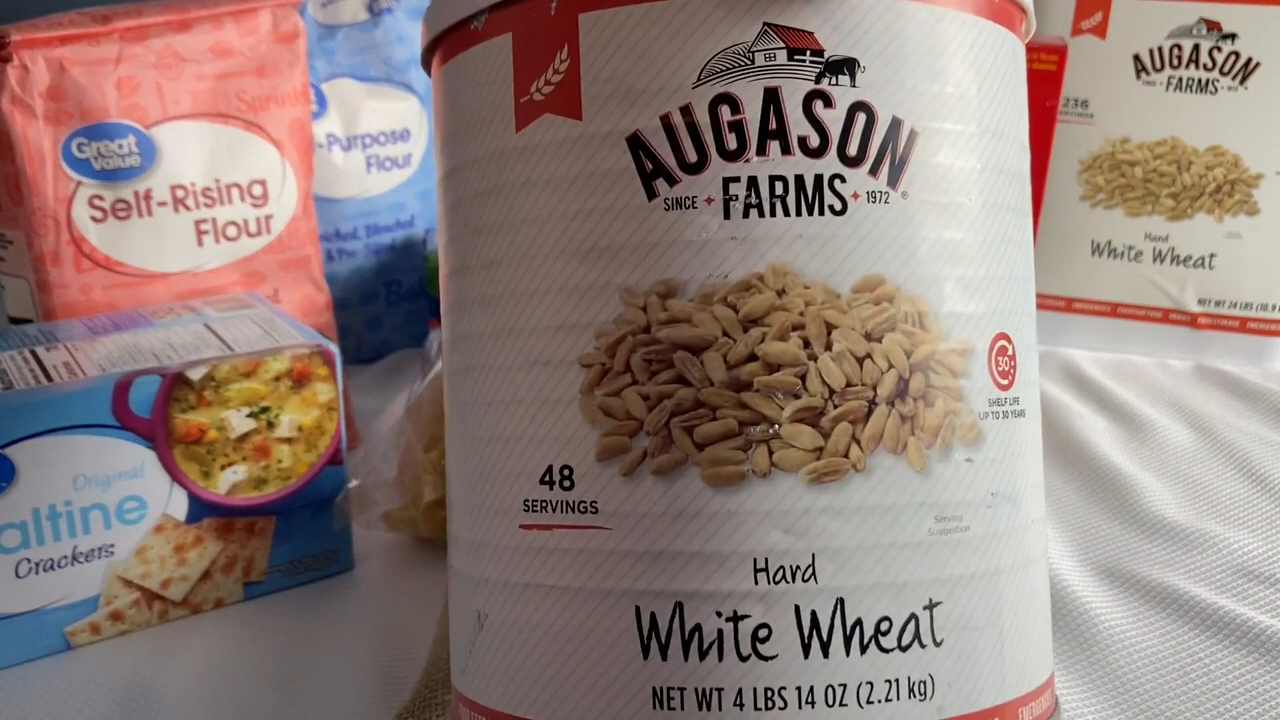 Great
Value
Self-Rising
Flour
-Purpose
Flour
Original
altine
Crackers
AUGASON
FARMS
SINCE
1972
48
SERVINGS
30
SHELF LIFE
UP TO 30 YEARS
Serving
Suggestion
Hard
White Wheat
NET WT 4 LBS 14 OZ (2.21 kg)
AUGASON
FARMS
236
SERVINGS
Hard
White Wheat
NET WT 24 LBS (10.9